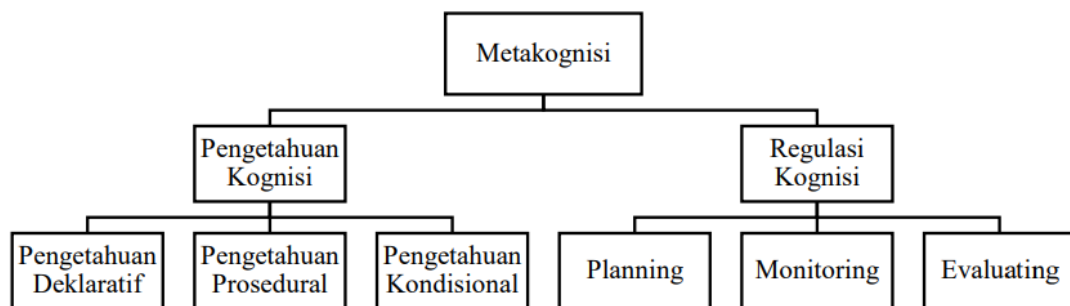 Metakognisi
Pengetahuan
Kognisi
Regulasi
Kognisi
Pengetahuan
Deklaratif
Pengetahuan
Prosedural
Pengetahuan
Kondisional
Planning
Monitoring
Evaluating